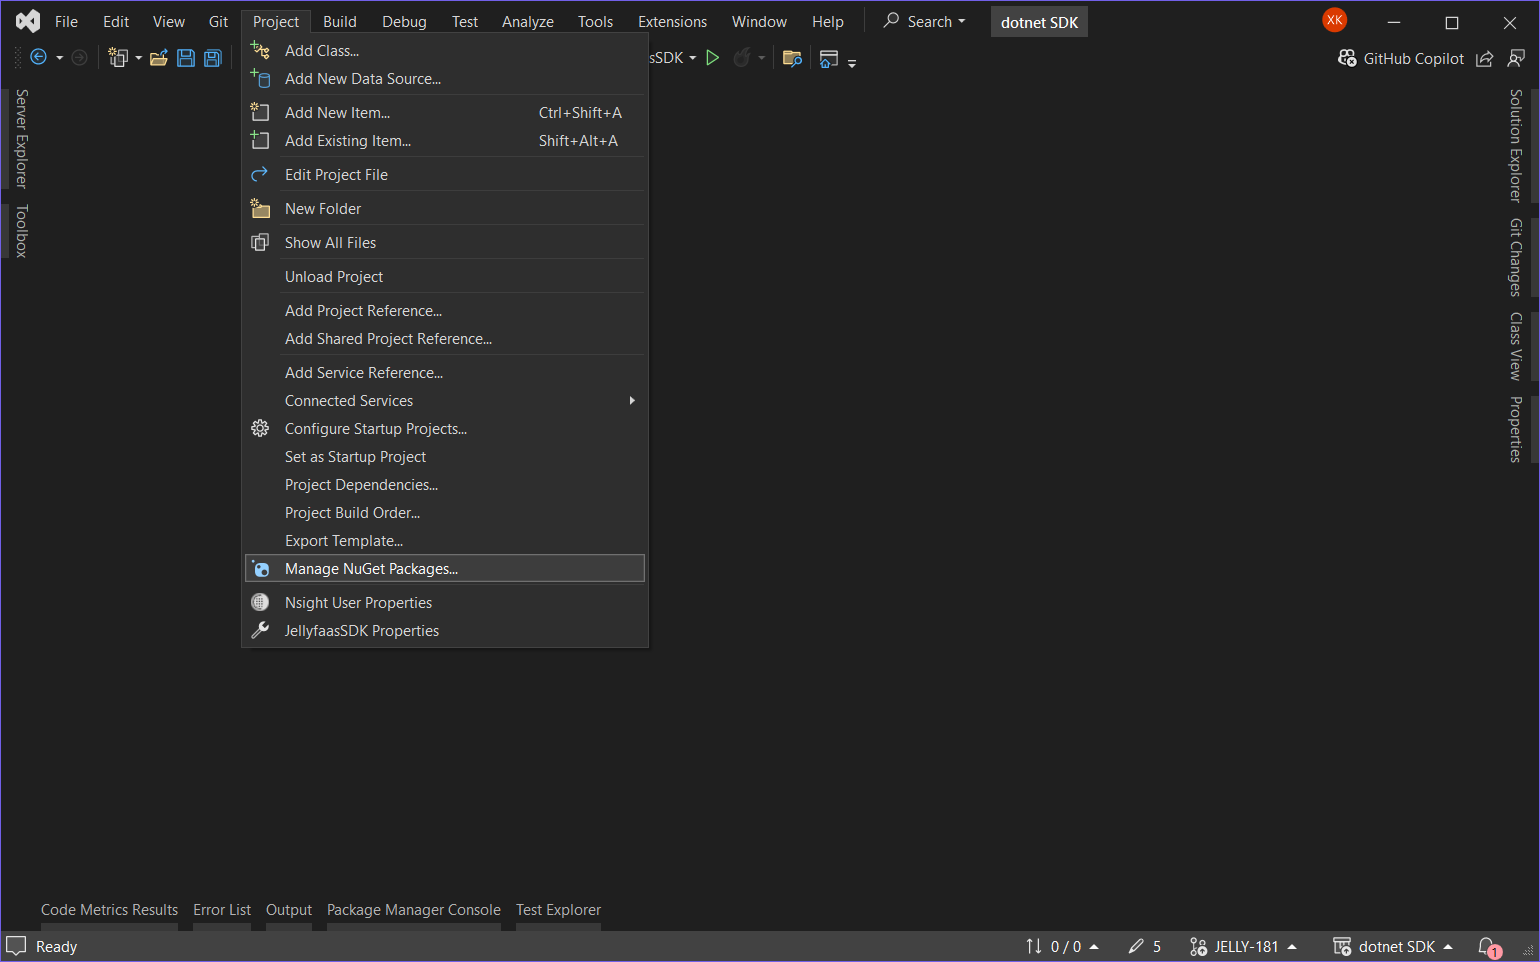 File Edit View Git Project Build Debug Test Analyze Tools Extensions Window Help Search dotnet SDK XK
sSDK GitHub Copilot
Server Explorer
Toolbox
Add Class...
Add New Data Source...
Add New Item... Ctrl+Shift+A
Add Existing Item... Shift+Alt+A
Edit Project File
New Folder
Show All Files
Unload Project
Add Project Reference...
Add Shared Project Reference...
Add Service Reference...
Connected Services
Configure Startup Projects...
Set as Startup Project
Project Dependencies...
Project Build Order...
Export Template...
Manage NuGet Packages...
Nsight User Properties
JellyfaasSDK Properties
Solution Explorer
Git Changes
Class View
Properties
Code Metrics Results Error List Output Package Manager Console Test Explorer
Ready 0 / 0 5 JELLY-181 dotnet SDK 1